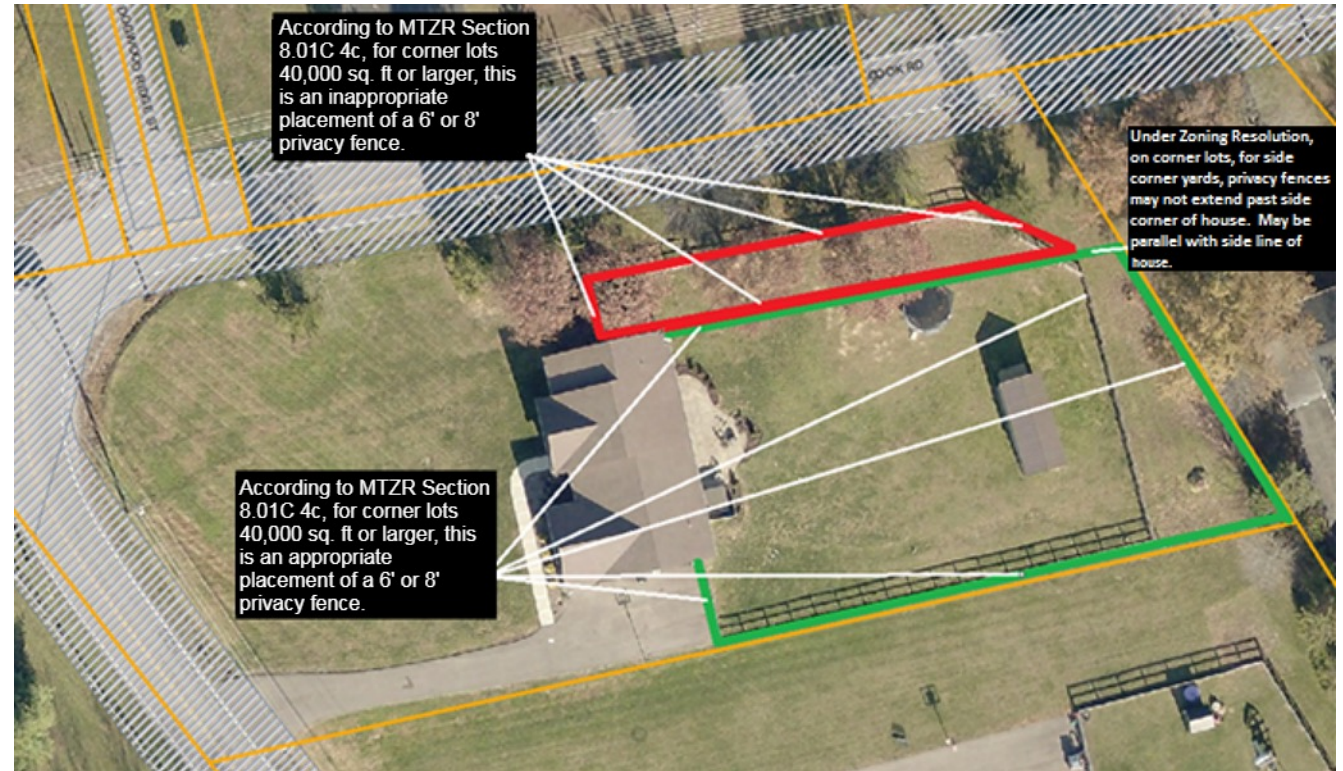 According to MTZR Section
8.01C 4c, for corner lots
40,000 sq. ft or larger, this
is an inappropriate
placement of a 6' or 8'
privacy fence.
DOGWOOD RIDGE ST
RD
Under Zoning Resolution,
on corner lots, for side
corner yards, privacy fences
may not extend past side
corner of house. May be
parallel with side line of
house.
According to MTZR Section
8.01C 4c, for corner lots
40,000 sq. ft or larger, this
is an appropriate
placement of a 6' or 8'
privacy fence.